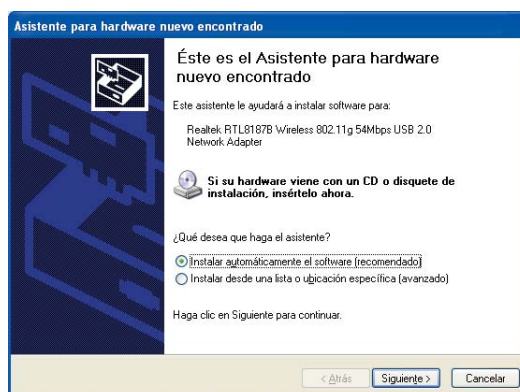 Asistente para hardware nuevo encontrado
Éste es el Asistente para hardware
nuevo encontrado
Este asistente le ayudará a instalar software para:
Realtek RTL8187B Wireless 802.11g 54Mbps USB 2.0
Network Adapter
Si su hardware viene con un CD o disquete de
instalación, insértelo ahora.
¿Qué desea que haga el asistente?
Instalar automáticamente el software (recomendado)
Instalar desde una lista o ubicación específica (avanzado)
Haga clic en Siguiente para continuar.
< Atrás Siguiente > Cancelar